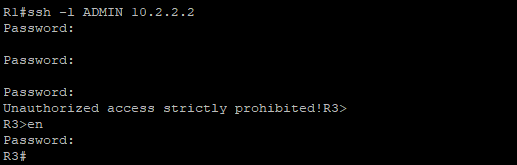 R1#ssh -l ADMIN 10.2.2.2
Password:
Password:
Password:
Unauthorized access strictly prohibited!R3>
R3>en
Password:
R3#